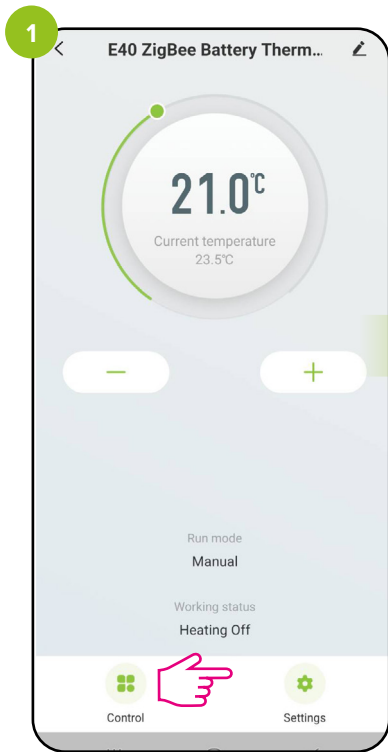 1
E40 ZigBee Battery Therm...
21.0°C
Current temperature
23.5°C
Run mode
Manual
Working status
Heating Off
Control
Settings